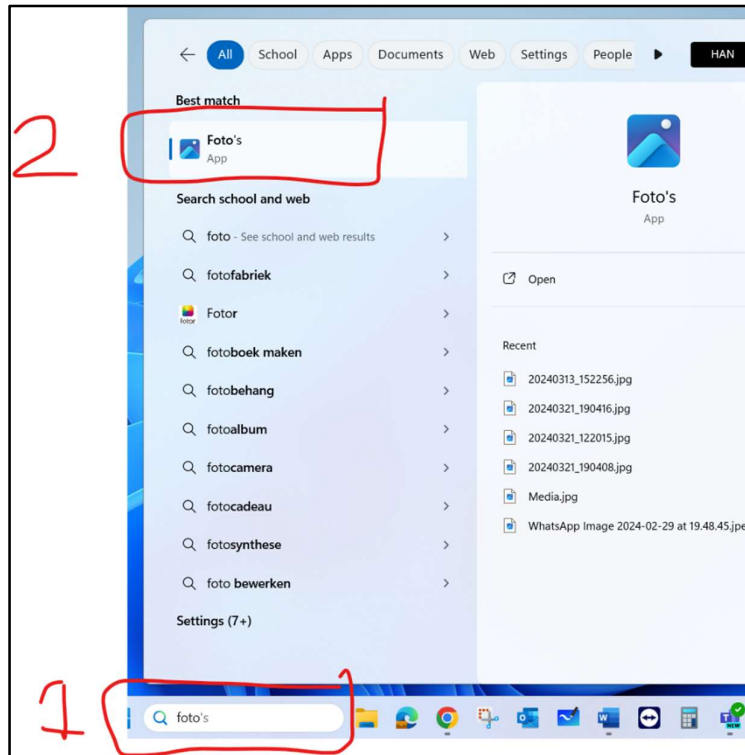 All School Apps Documents Web Settings People HAN
Best match
2
Foto's
App
Search school and web
foto - See school and web results
fotofabriek
Fotor
fotoboek maken
fotobehang
fotoalbum
fotocamera
fotocadeau
fotosynthese
foto bewerken
Settings (7+)
Foto's
App
Open
Recent
20240313_152256.jpg
20240321_190416.jpg
20240321_122015.jpg
20240321_190408.jpg
Media.jpg
WhatsApp Image 2024-02-29 at 19.48.45.jpe
1
foto's
NEW